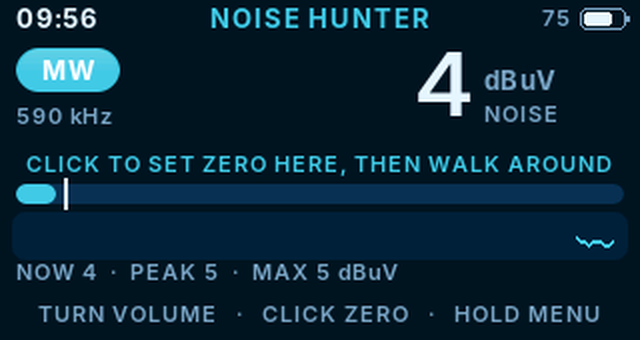 09:56 NOISE HUNTER 75
MW
4 dBuV
NOISE
590 kHz
CLICK TO SET ZERO HERE, THEN WALK AROUND
NOW 4 · PEAK 5 · MAX 5 dBuV
TURN VOLUME · CLICK ZERO · HOLD MENU